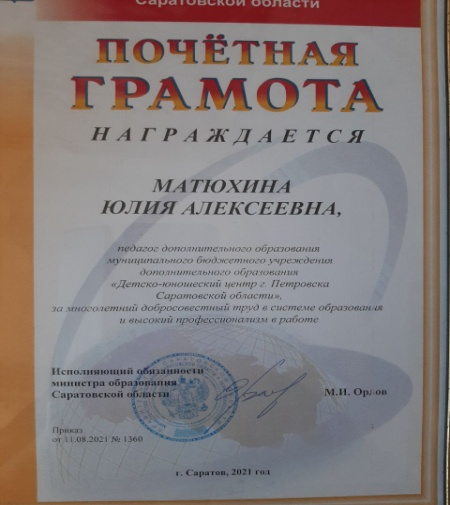 Саратовской области
ПОЧЁТНАЯ
ГРАМОТА
НАГРАЖДАЕТСЯ
МАТЮХИНА
ЮЛИЯ АЛЕКСЕЕВНА,
педагог дополнительного образования
муниципального бюджетного учреждения
дополнительного образования
«Детско-юношеский центр г. Петровска
Саратовской области»,
за многолетний добросовестный труд в системе образования
и высокий профессионализм в работе
Исполняющий обязанности
министра образования
Саратовской области
М.И. Орлов
Приказ
от 11.08.2021 № 1360
г. Саратов, 2021 год